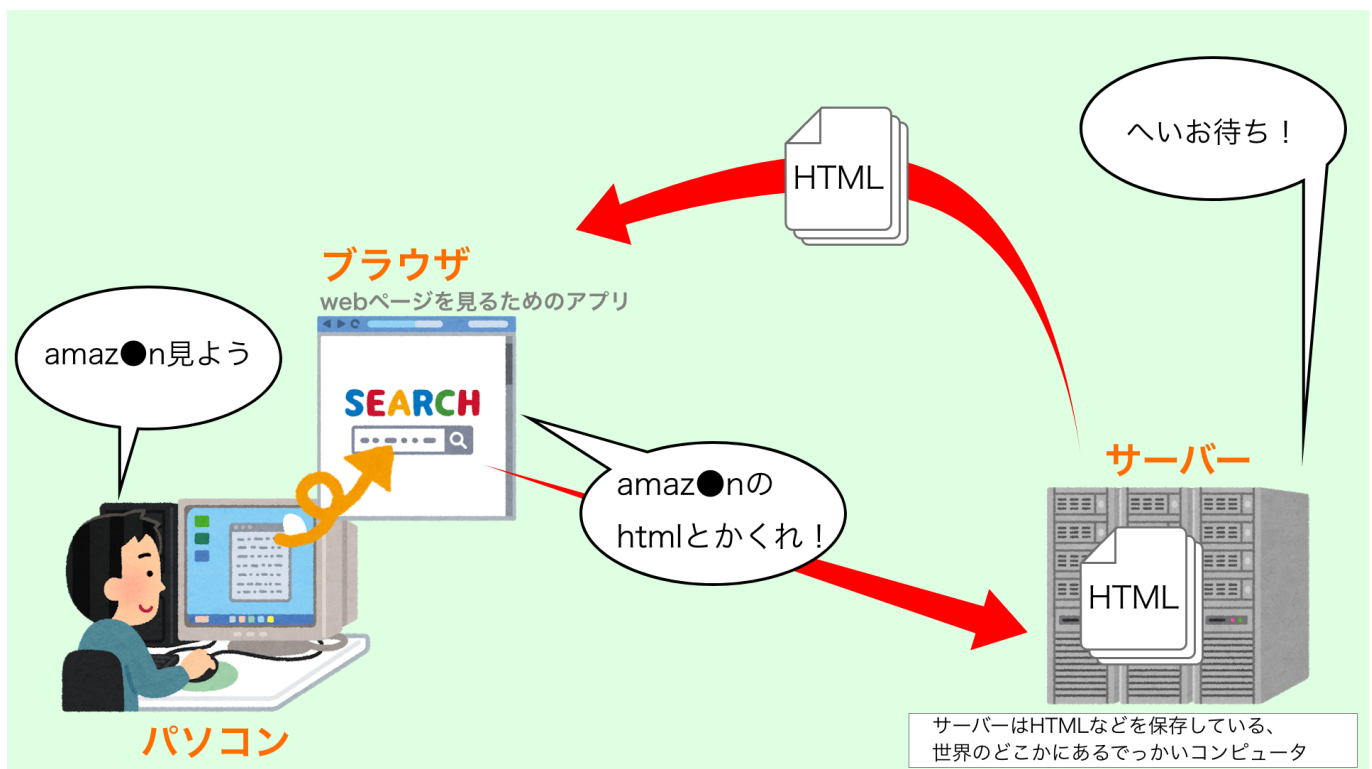 へいお待ち！
HTML
ブラウザ
webページを見るためのアプリ
amaz●n見よう
SEARCH
amaz●nの
htmlとかくれ！
サーバー
HTML
パソコン
サーバーはHTMLなどを保存している、
世界のどこかにあるでっかいコンピュータ